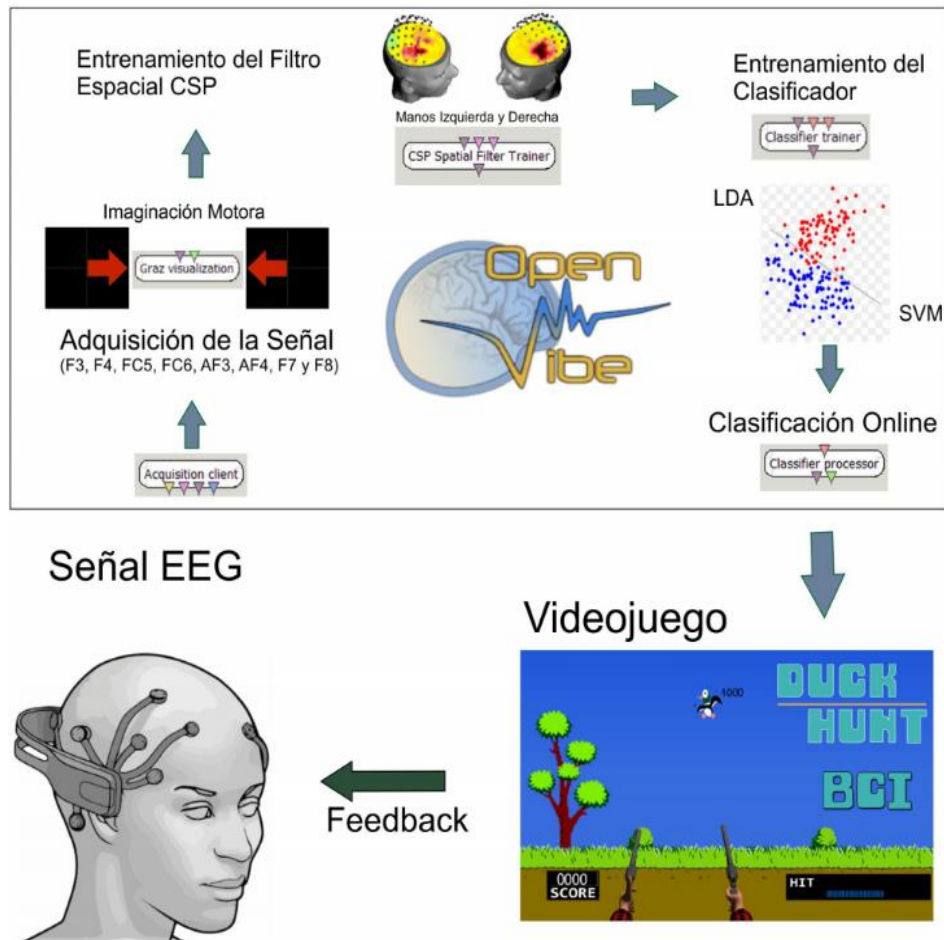 Entrenamiento del Filtro
Espacial CSP
Manos Izquierda y Derecha
CSP Spatial Filter Trainer
Entrenamiento del
Clasificador
Classifier trainer
LDA
SVM
Imaginación Motora
Graz visualization
Adquisición de la Señal
(F3, F4, FC5, FC6, AF3, AF4, F7 y F8)
Acquisition client
Open
Vibe
Clasificación Online
Classifier processor
Señal EEG
Videojuego
Feedback
1000
DUCK
HUNT
BCI
0000
SCORE
HIT